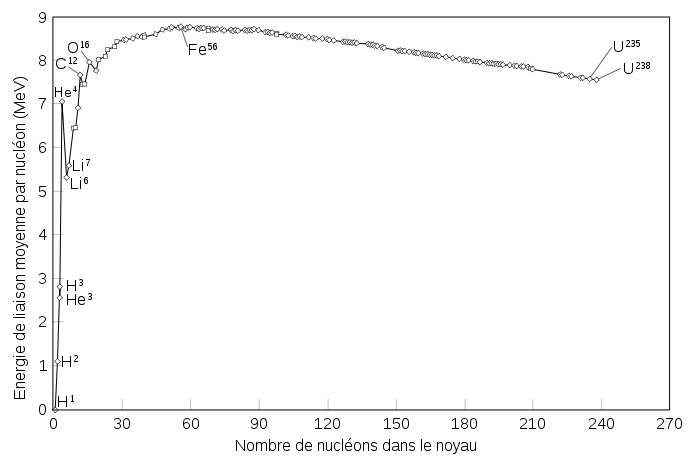 9
8
7
6
5
4
3
2
1
0
Energie de liaison moyenne par nucléon (MeV)
O¹⁶
C¹²
He⁴
Li⁷
Li⁶
H³
He³
H²
H¹
Fe⁵⁶
U²³⁵
U²³⁸
0 30 60 90 120 150 180 210 240 270
Nombre de nucléons dans le noyau